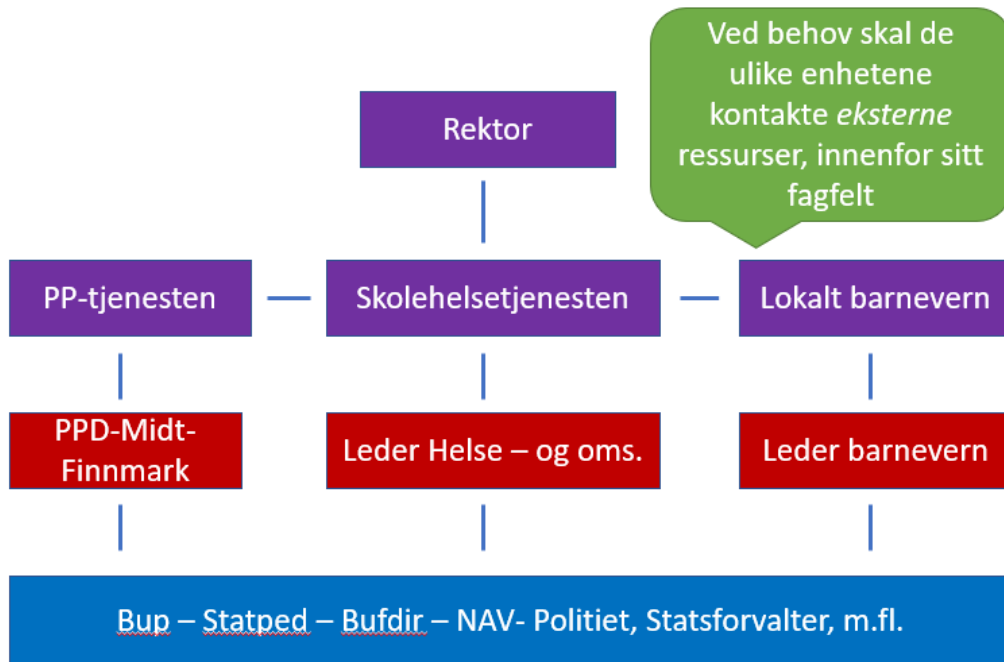 Ved behov skal de
ulike enhetene
kontakte eksterne
ressurser, innenfor sitt
fagfelt
Rektor
PP-tjenesten
Skolehelsetjenesten
Lokalt barnevern
PPD-Midt-
Finnmark
Leder Helse – og oms.
Leder barnevern
Bup – Statped – Bufdir – NAV- Politiet, Statsforvalter, m.fl.